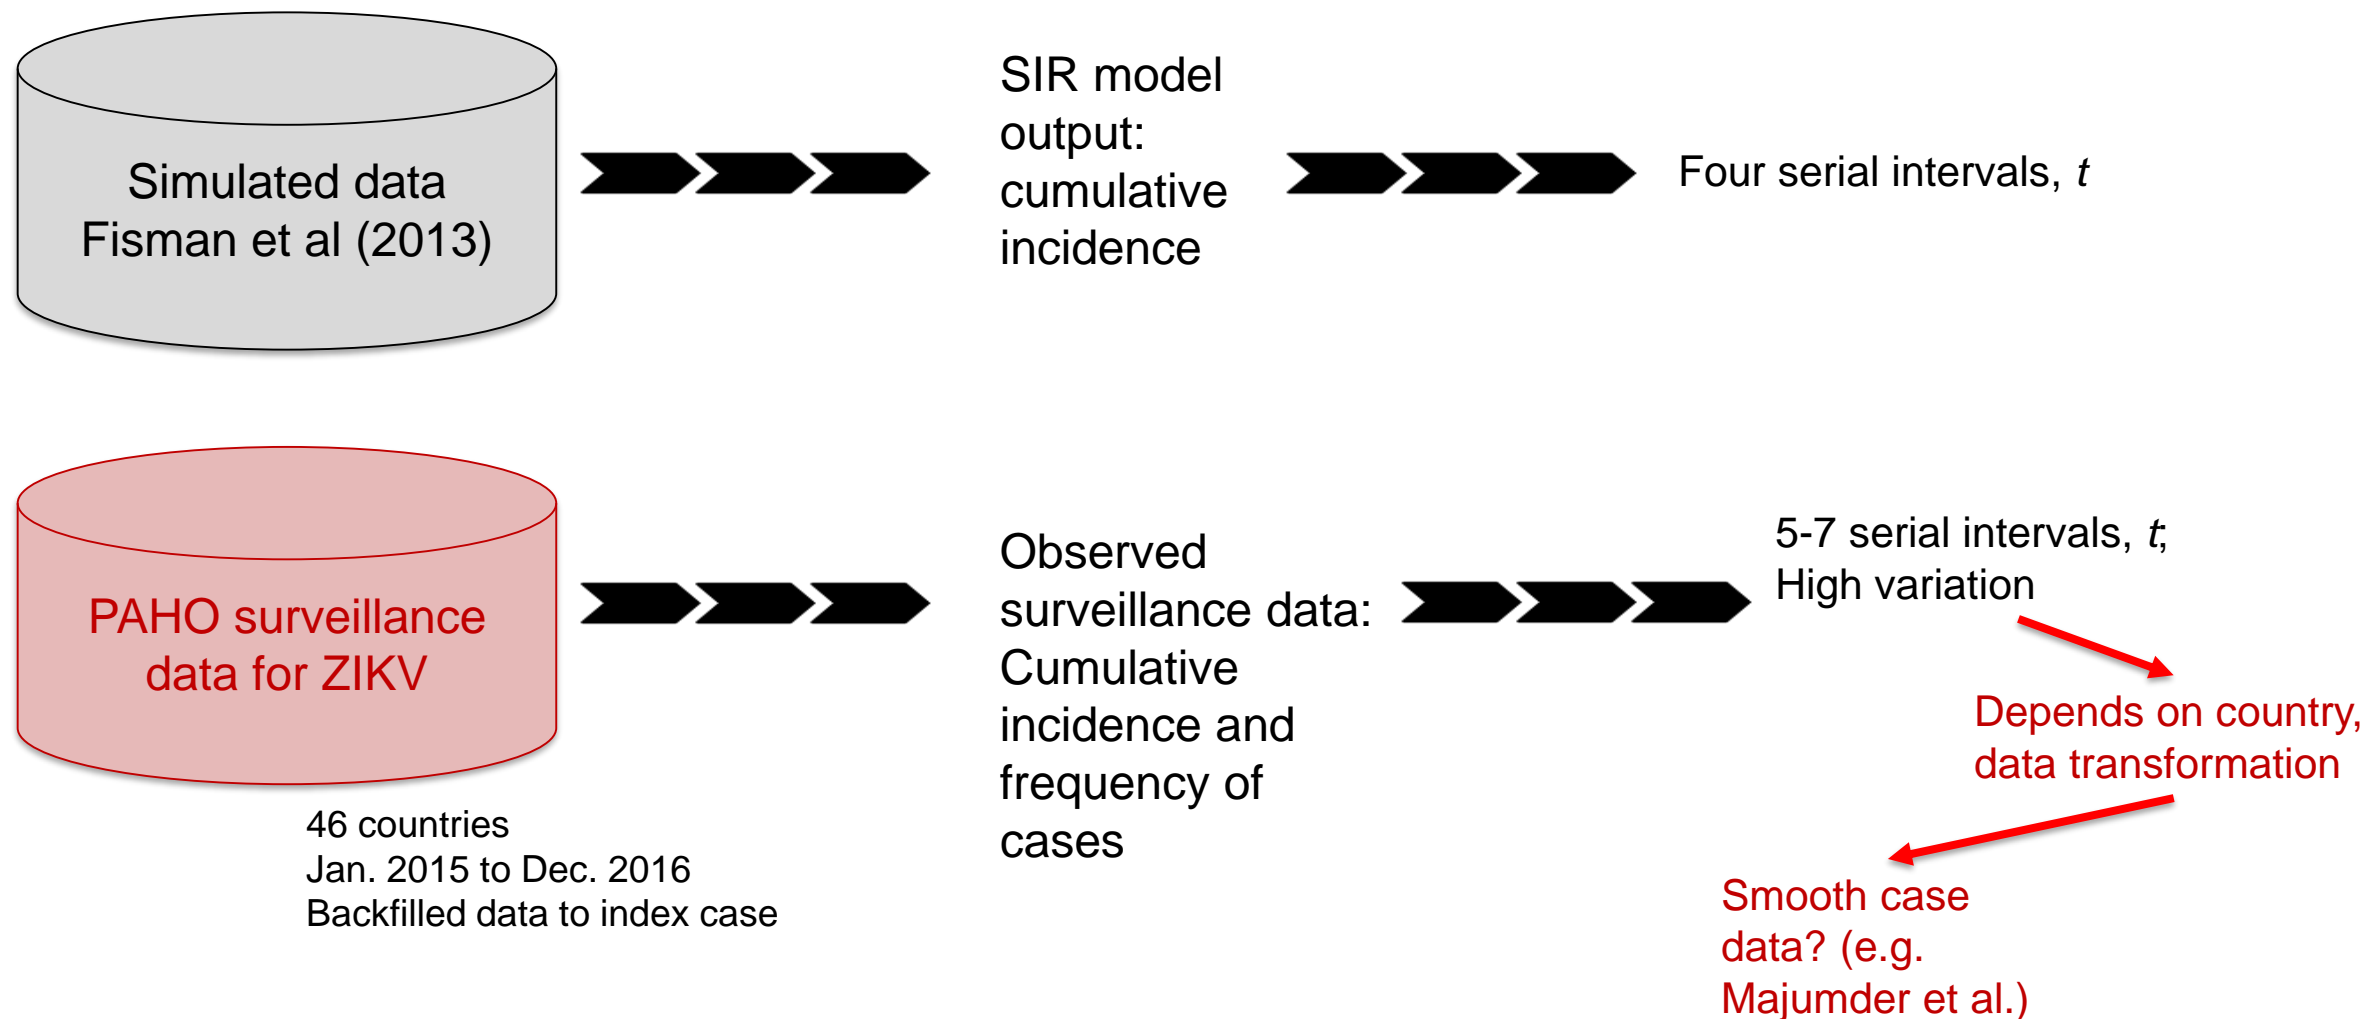 Simulated data
Fisman et al (2013)
SIR model
output:
cumulative
incidence
Four serial intervals, t
PAHO surveillance
data for ZIKV
46 countries
Jan. 2015 to Dec. 2016
Backfilled data to index case
Observed
surveillance data:
Cumulative
incidence and
frequency of
cases
5-7 serial intervals, t;
High variation
Depends on country,
data transformation
Smooth case
data? (e.g.
Majumder et al.)